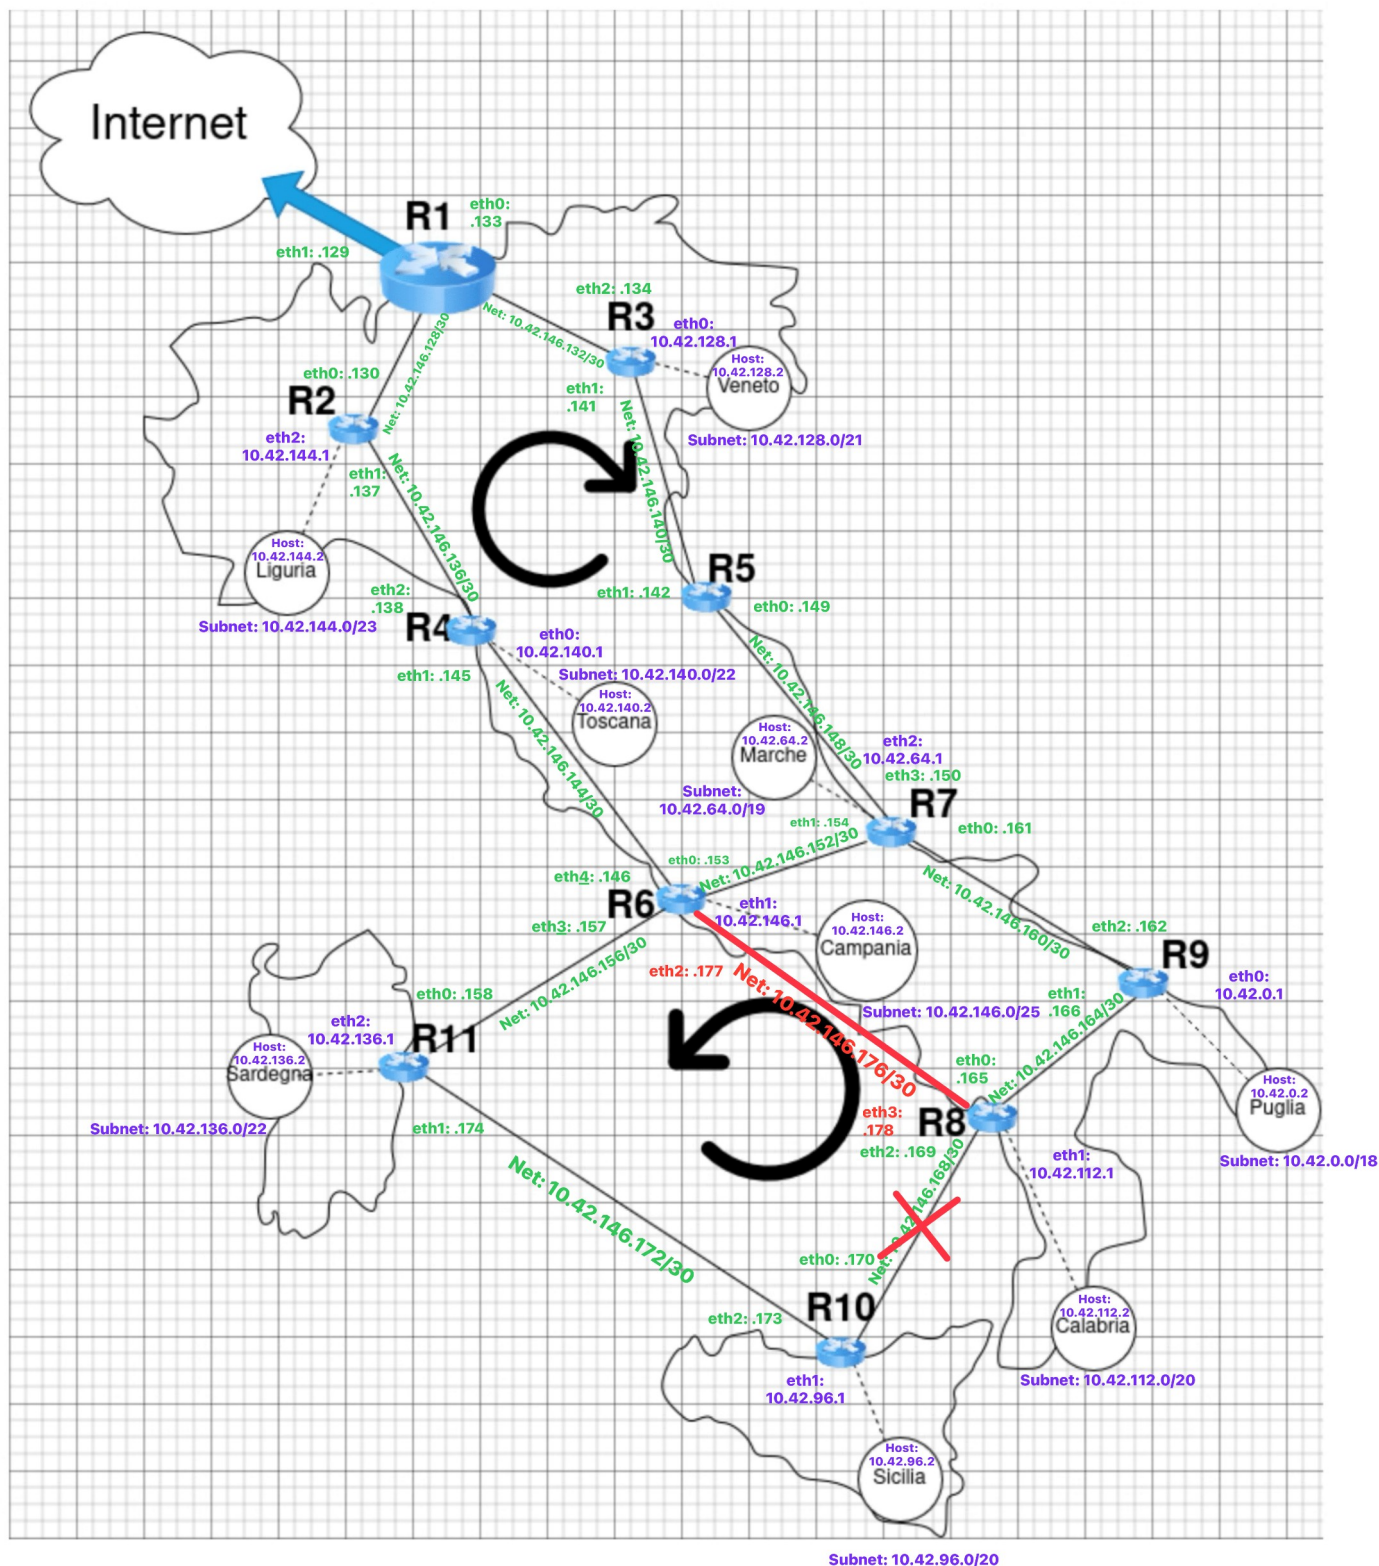 Internet
R1
eth0:
.133
eth1: .129
eth2: .134
R3
eth0:
10.42.128.1
Net: 10.42.146.132/30
Net: 10.42.146.128/30
Host:
10.42.128.2
Veneto
Subnet: 10.42.128.0/21
eth0: .130
R2
eth1:
.141
eth2:
10.42.144.1
eth1:
.137
Net: 10.42.146.136/30
Net: 10.42.146.140/30
Host:
10.42.144.2
Liguria
Subnet: 10.42.144.0/23
R5
eth1: .142
eth0: .149
eth2:
.138
R4
eth0:
10.42.140.1
eth1: .145
Subnet: 10.42.140.0/22
Host:
10.42.140.2
Toscana
Net: 10.42.146.144/30
Net: 10.42.146.148/30
Host:
10.42.64.2
Marche
Subnet:
10.42.64.0/19
eth2:
10.42.64.1
eth3: .150
R7
eth1: .154
eth0: .161
Net: 10.42.146.152/30
eth0: .153
eth4: .146
R6
eth1:
10.42.146.1
eth3: .157
Host:
10.42.146.2
Campania
Subnet: 10.42.146.0/25
Net: 10.42.146.160/30
eth2: .162
R9
eth0:
10.42.0.1
eth1:
.166
Net: 10.42.146.156/30
eth2: .177
Net: 10.42.146.176/30
eth0: .158
eth2:
10.42.136.1
R11
Host:
10.42.136.2
Sardegna
Subnet: 10.42.136.0/22
eth1: .174
Net: 10.42.146.164/30
eth0:
.165
eth3:
.178
R8
eth2: .169
eth1:
10.42.112.1
Host:
10.42.0.2
Puglia
Subnet: 10.42.0.0/18
Net: 10.42.146.168/30
Net: 10.42.146.172/30
eth0: .170
R10
eth2: .173
eth1:
10.42.96.1
Host:
10.42.112.2
Calabria
Subnet: 10.42.112.0/20
Host:
10.42.96.2
Sicilia
Subnet: 10.42.96.0/20